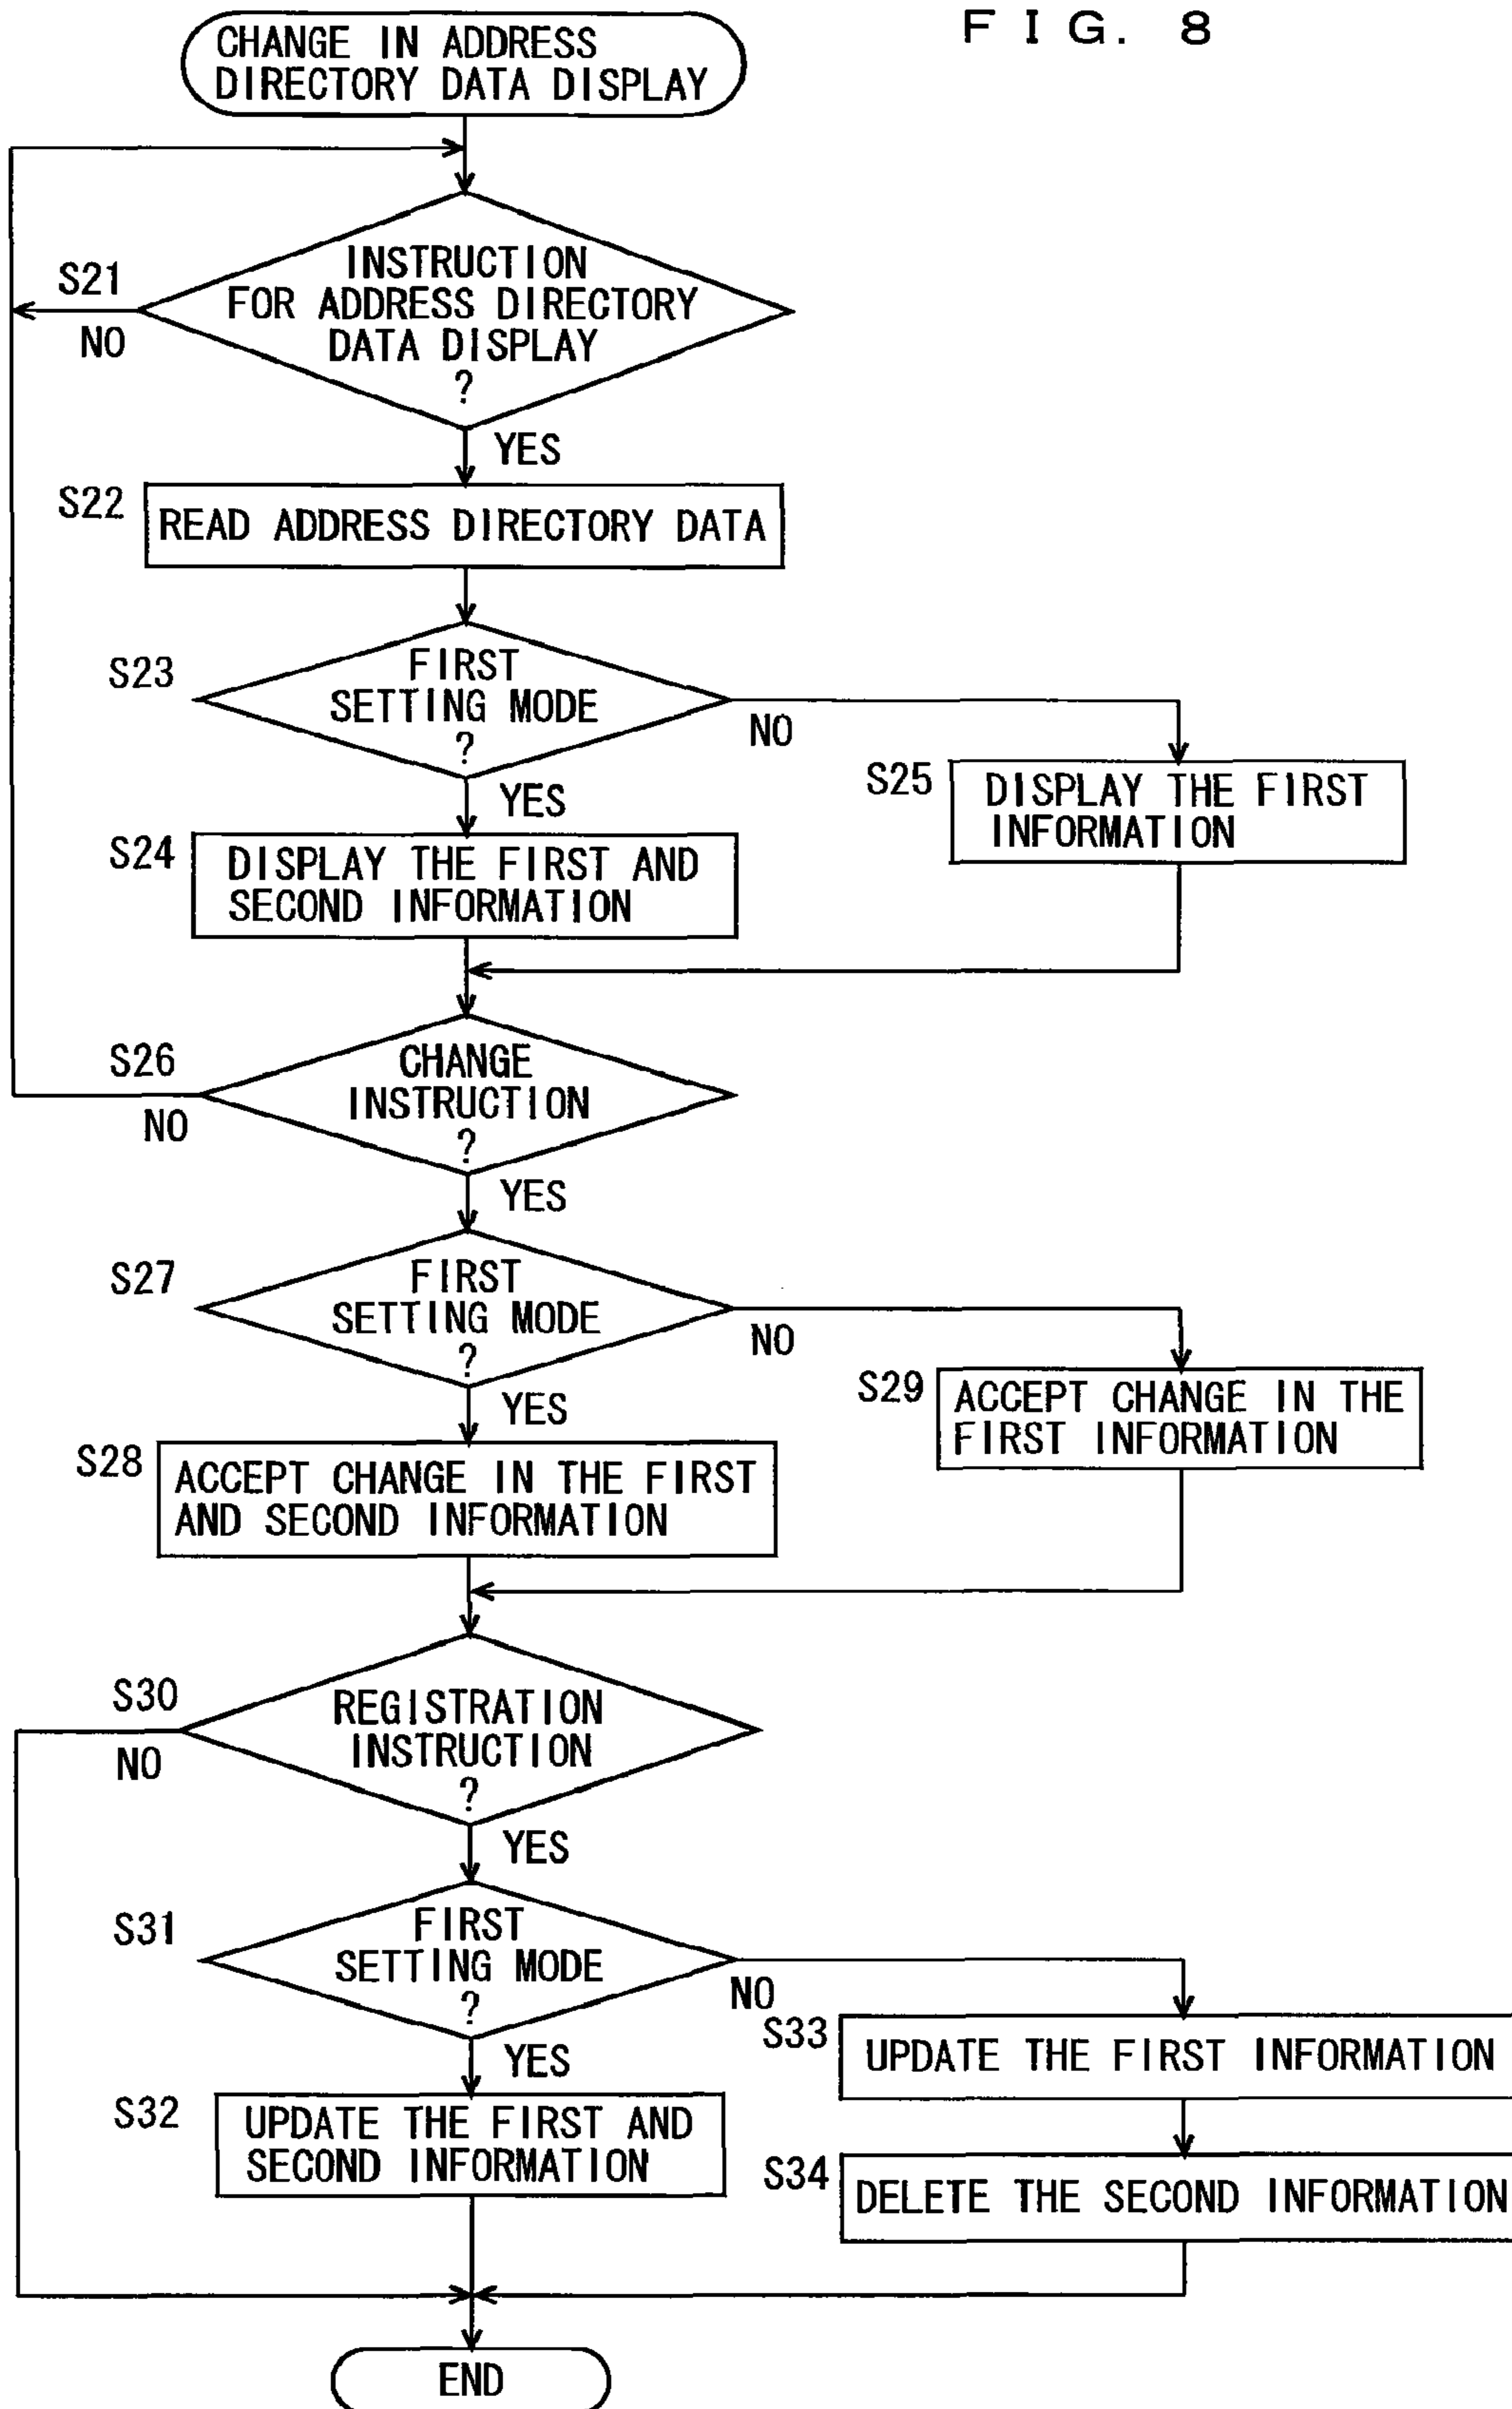 F I G. 8
CHANGE IN ADDRESS
DIRECTORY DATA DISPLAY
S21
INSTRUCTION
FOR ADDRESS DIRECTORY
DATA DISPLAY
?
NO
YES
S22
READ ADDRESS DIRECTORY DATA
S23
FIRST
SETTING MODE
?
NO
YES
S25
DISPLAY THE FIRST
INFORMATION
S24
DISPLAY THE FIRST AND
SECOND INFORMATION
S26
CHANGE
INSTRUCTION
?
NO
YES
S27
FIRST
SETTING MODE
?
NO
YES
S29
ACCEPT CHANGE IN THE
FIRST INFORMATION
S28
ACCEPT CHANGE IN THE FIRST
AND SECOND INFORMATION
S30
REGISTRATION
INSTRUCTION
?
NO
YES
S31
FIRST
SETTING MODE
?
NO
YES
S33
UPDATE THE FIRST INFORMATION
S32
UPDATE THE FIRST AND
SECOND INFORMATION
S34
DELETE THE SECOND INFORMATION
END